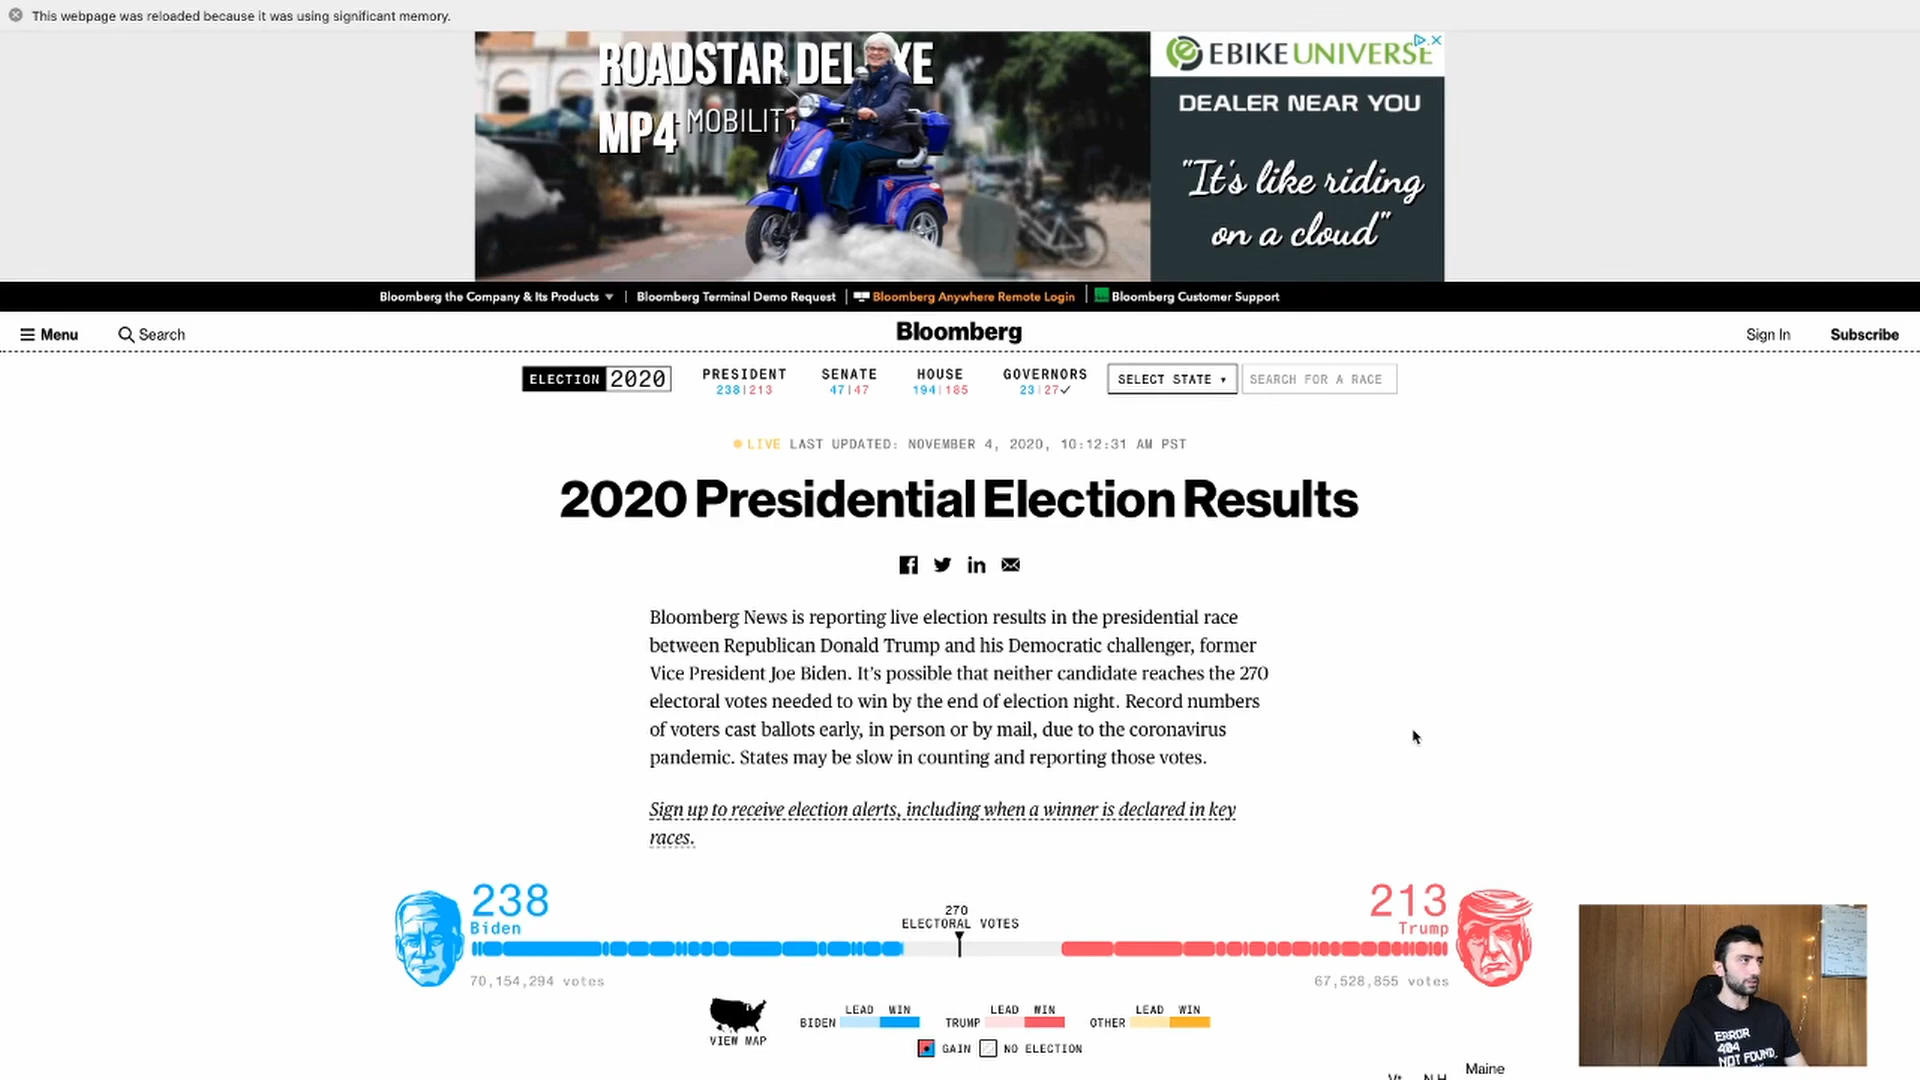 This webpage was reloaded because it was using significant memory.
ROADSTAR DELUXE
MP4 MOBILITY
EBIKE UNIVERSE
DEALER NEAR YOU
"It's like riding
on a cloud"
Bloomberg the Company & Its Products ▼ | Bloomberg Terminal Demo Request | Bloomberg Anywhere Remote Login | Bloomberg Customer Support
Menu Search Bloomberg Sign In Subscribe
ELECTION 2020 PRESIDENT SENATE HOUSE GOVERNORS SELECT STATE ▾ SEARCH FOR A RACE
238|213 47|47 194|185 23|27✓
LIVE LAST UPDATED: NOVEMBER 4, 2020, 10:12:31 AM PST
2020 Presidential Election Results
Bloomberg News is reporting live election results in the presidential race
between Republican Donald Trump and his Democratic challenger, former
Vice President Joe Biden. It's possible that neither candidate reaches the 270
electoral votes needed to win by the end of election night. Record numbers
of voters cast ballots early, in person or by mail, due to the coronavirus
pandemic. States may be slow in counting and reporting those votes.
Sign up to receive election alerts, including when a winner is declared in key
races.
238 270 213
Biden ELECTORAL VOTES Trump
70,154,294 votes 67,528,855 votes
LEAD WIN LEAD WIN LEAD WIN
BIDEN TRUMP OTHER
VIEW MAP
GAIN NO ELECTION
Maine
ERROR
404
NOT FOUND